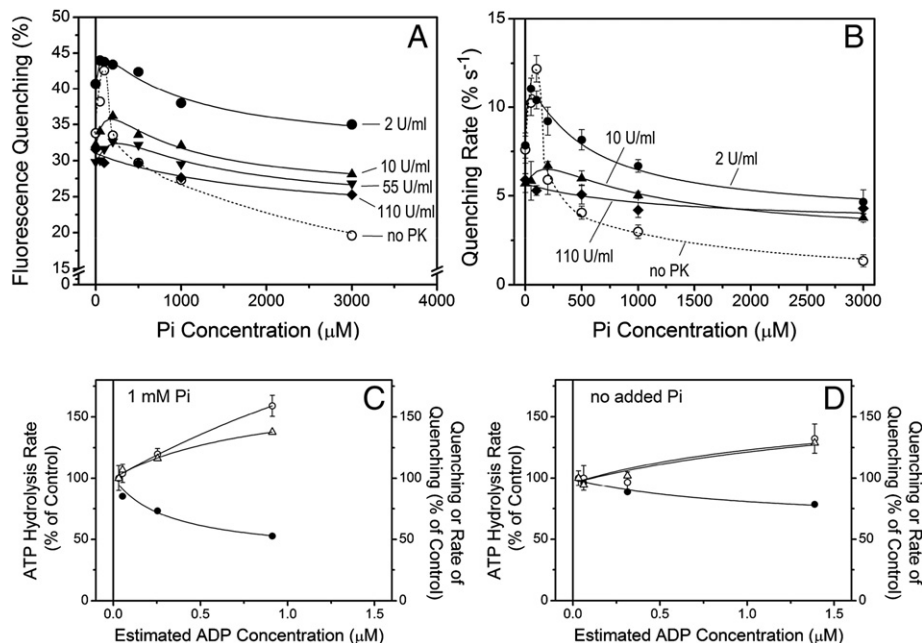 A
Fluorescence Quenching (%)
50
45
40
35
30
25
20
0
0
1000
2000
3000
4000
Pi Concentration (μM)
2 U/ml
10 U/ml
55 U/ml
110 U/ml
no PK
B
Quenching Rate (% s-1)
15
10
5
0
0
500
1000
1500
2000
2500
3000
Pi Concentration (μM)
10 U/ml
2 U/ml
110 U/ml
no PK
1 mM Pi
C
ATP Hydrolysis Rate
(% of Control)
150
100
50
0
150
100
50
0
Quenching or Rate of
Quenching (% of Control)
0.0
0.5
1.0
1.5
Estimated ADP Concentration (μM)
no added Pi
D
ATP Hydrolysis Rate
(% of Control)
150
100
50
0
150
100
50
0
Quenching or Rate of
Quenching (% of Control)
0.0
0.5
1.0
1.5
Estimated ADP Concentration (μM)